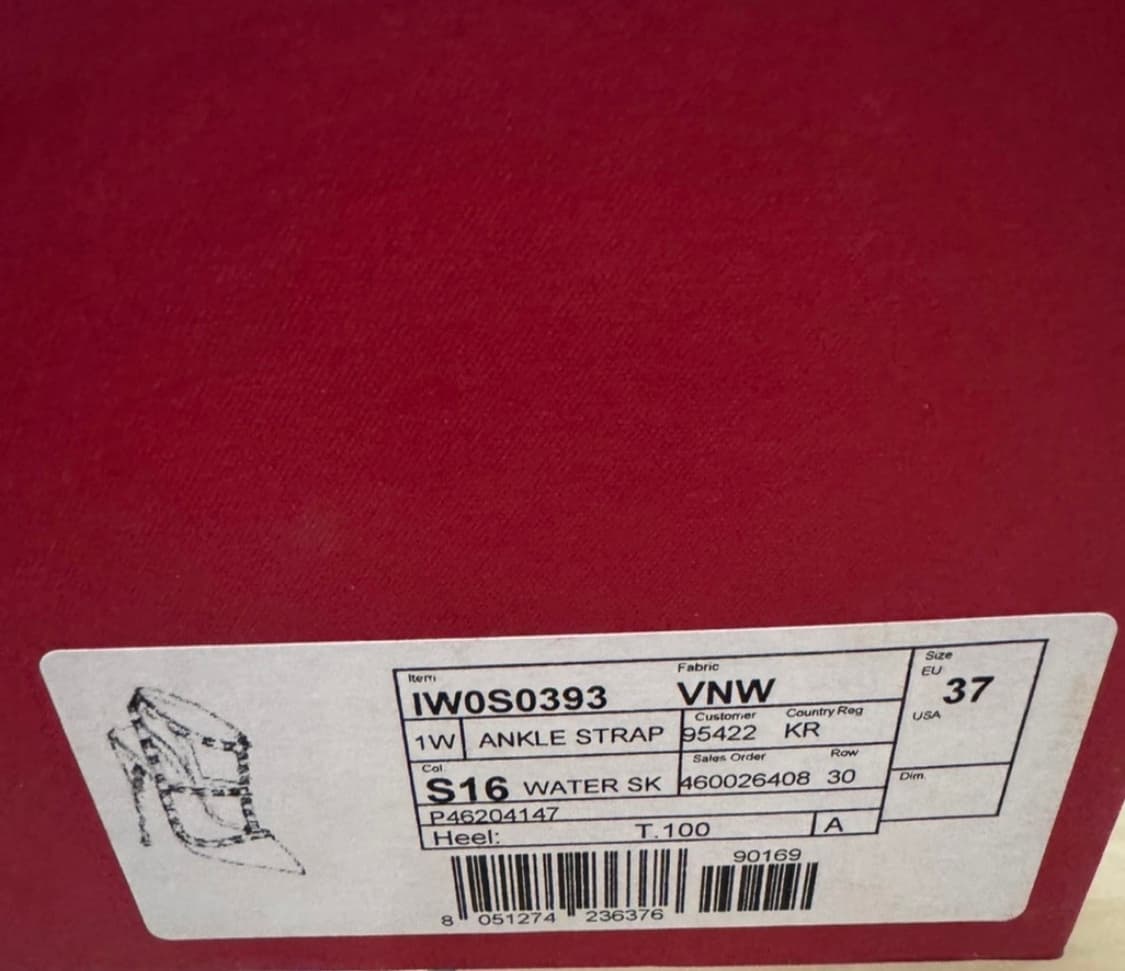 Item Fabric Size
IW0S0393 VNW EU 37
1W ANKLE STRAP Customer Country Reg USA
95422 KR
Col. Sales Order Row
S16 WATER SK 460026408 30 Dim.
P46204147
Heel: T.100 A
90169
8 051274 236376